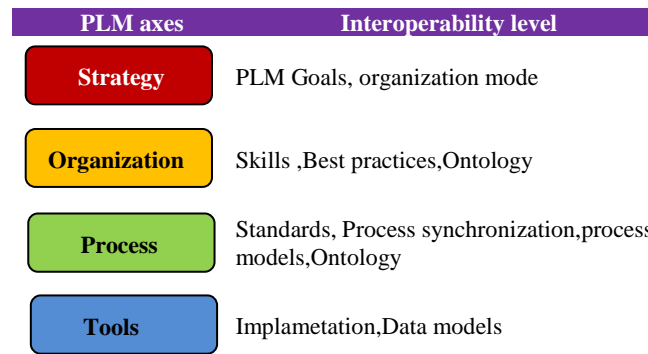 PLM axes Interoperability level
Strategy PLM Goals, organization mode
Organization Skills ,Best practices,Ontology
Standards, Process synchronization,process
Process
models,Ontology
Tools Implametation,Data models